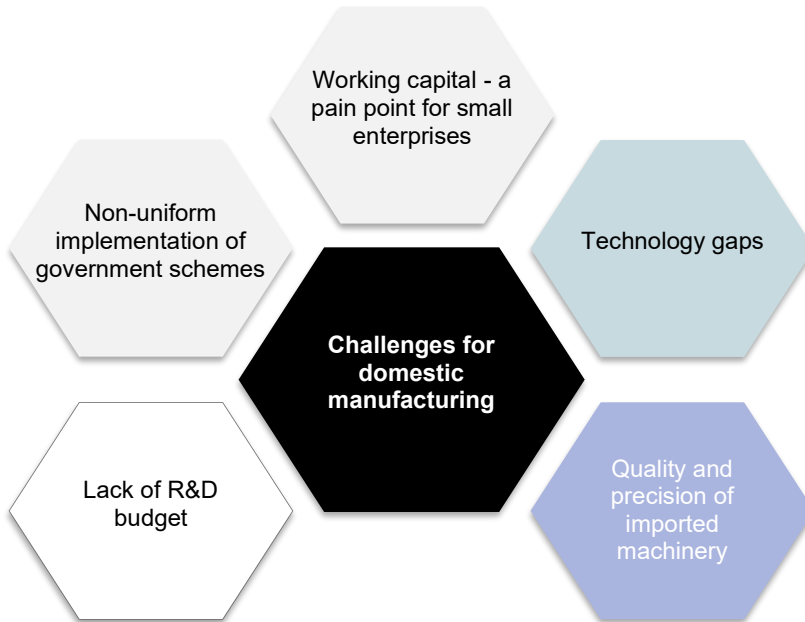 Working capital - a
pain point for small
enterprises
Non-uniform
implementation of
government schemes
Technology gaps
Challenges for
domestic
manufacturing
Lack of R&D
budget
Quality and
precision of
imported
machinery